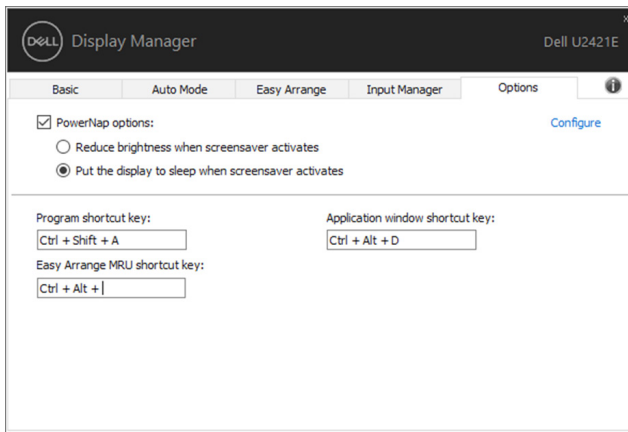 DELL Display Manager
Dell U2421E
x
Basic Auto Mode Easy Arrange Input Manager Options i
PowerNap options:
Configure
Reduce brightness when screensaver activates
Put the display to sleep when screensaver activates
Program shortcut key:
Application window shortcut key:
Ctrl + Shift + A
Ctrl + Alt + D
Easy Arrange MRU shortcut key:
Ctrl + Alt +